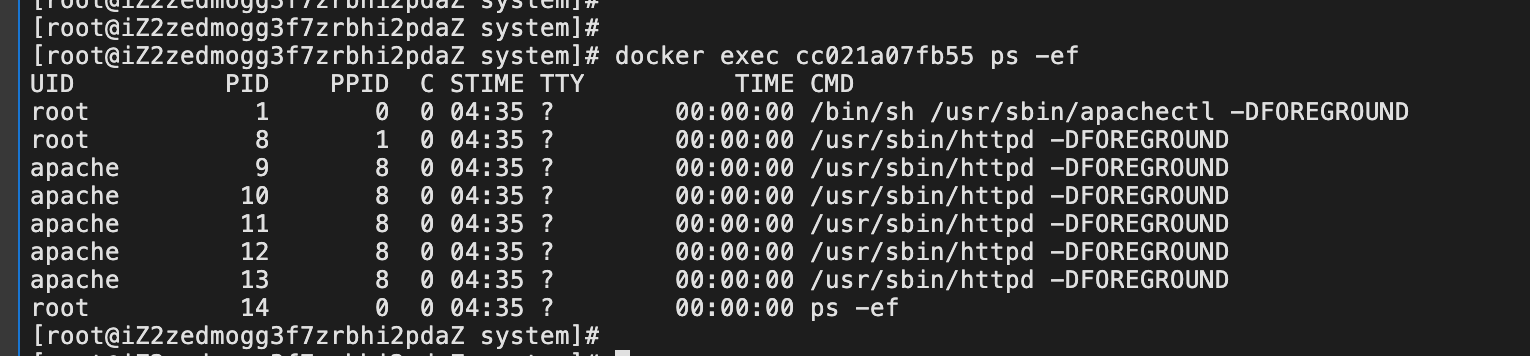 [root@iZ2zedmogg3f7zrbhi2pdaZ system]#
[root@iZ2zedmogg3f7zrbhi2pdaZ system]#
[root@iZ2zedmogg3f7zrbhi2pdaZ system]# docker exec cc021a07fb55 ps -ef
UID          PID    PPID  C STIME TTY          TIME CMD
root           1       0  0 04:35 ?        00:00:00 /bin/sh /usr/sbin/apachectl -DFOREGROUND
root           8       1  0 04:35 ?        00:00:00 /usr/sbin/httpd -DFOREGROUND
apache         9       8  0 04:35 ?        00:00:00 /usr/sbin/httpd -DFOREGROUND
apache        10       8  0 04:35 ?        00:00:00 /usr/sbin/httpd -DFOREGROUND
apache        11       8  0 04:35 ?        00:00:00 /usr/sbin/httpd -DFOREGROUND
apache        12       8  0 04:35 ?        00:00:00 /usr/sbin/httpd -DFOREGROUND
apache        13       8  0 04:35 ?        00:00:00 /usr/sbin/httpd -DFOREGROUND
root          14       0  0 04:35 ?        00:00:00 ps -ef
[root@iZ2zedmogg3f7zrbhi2pdaZ system]#